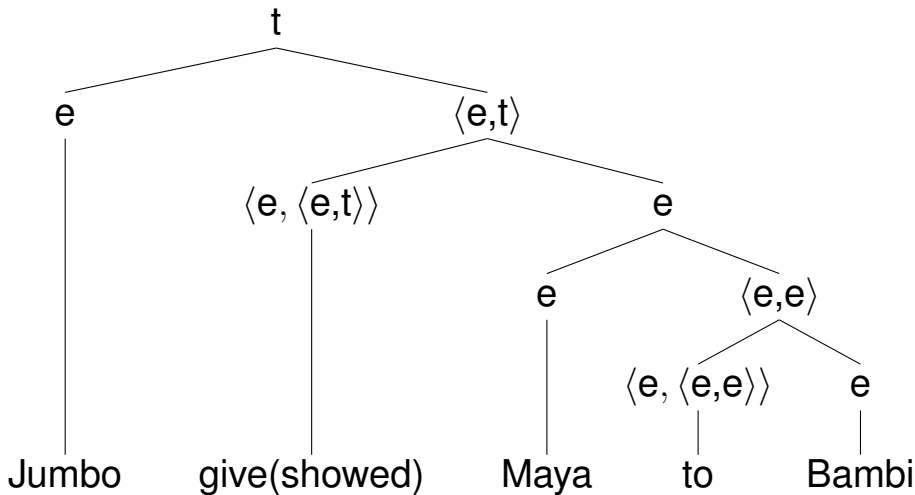 t
e ⟨e,t⟩
⟨e, ⟨e,t⟩⟩ e
e ⟨e,e⟩
⟨e, ⟨e,e⟩⟩ e
Jumbo give(showed) Maya to Bambi